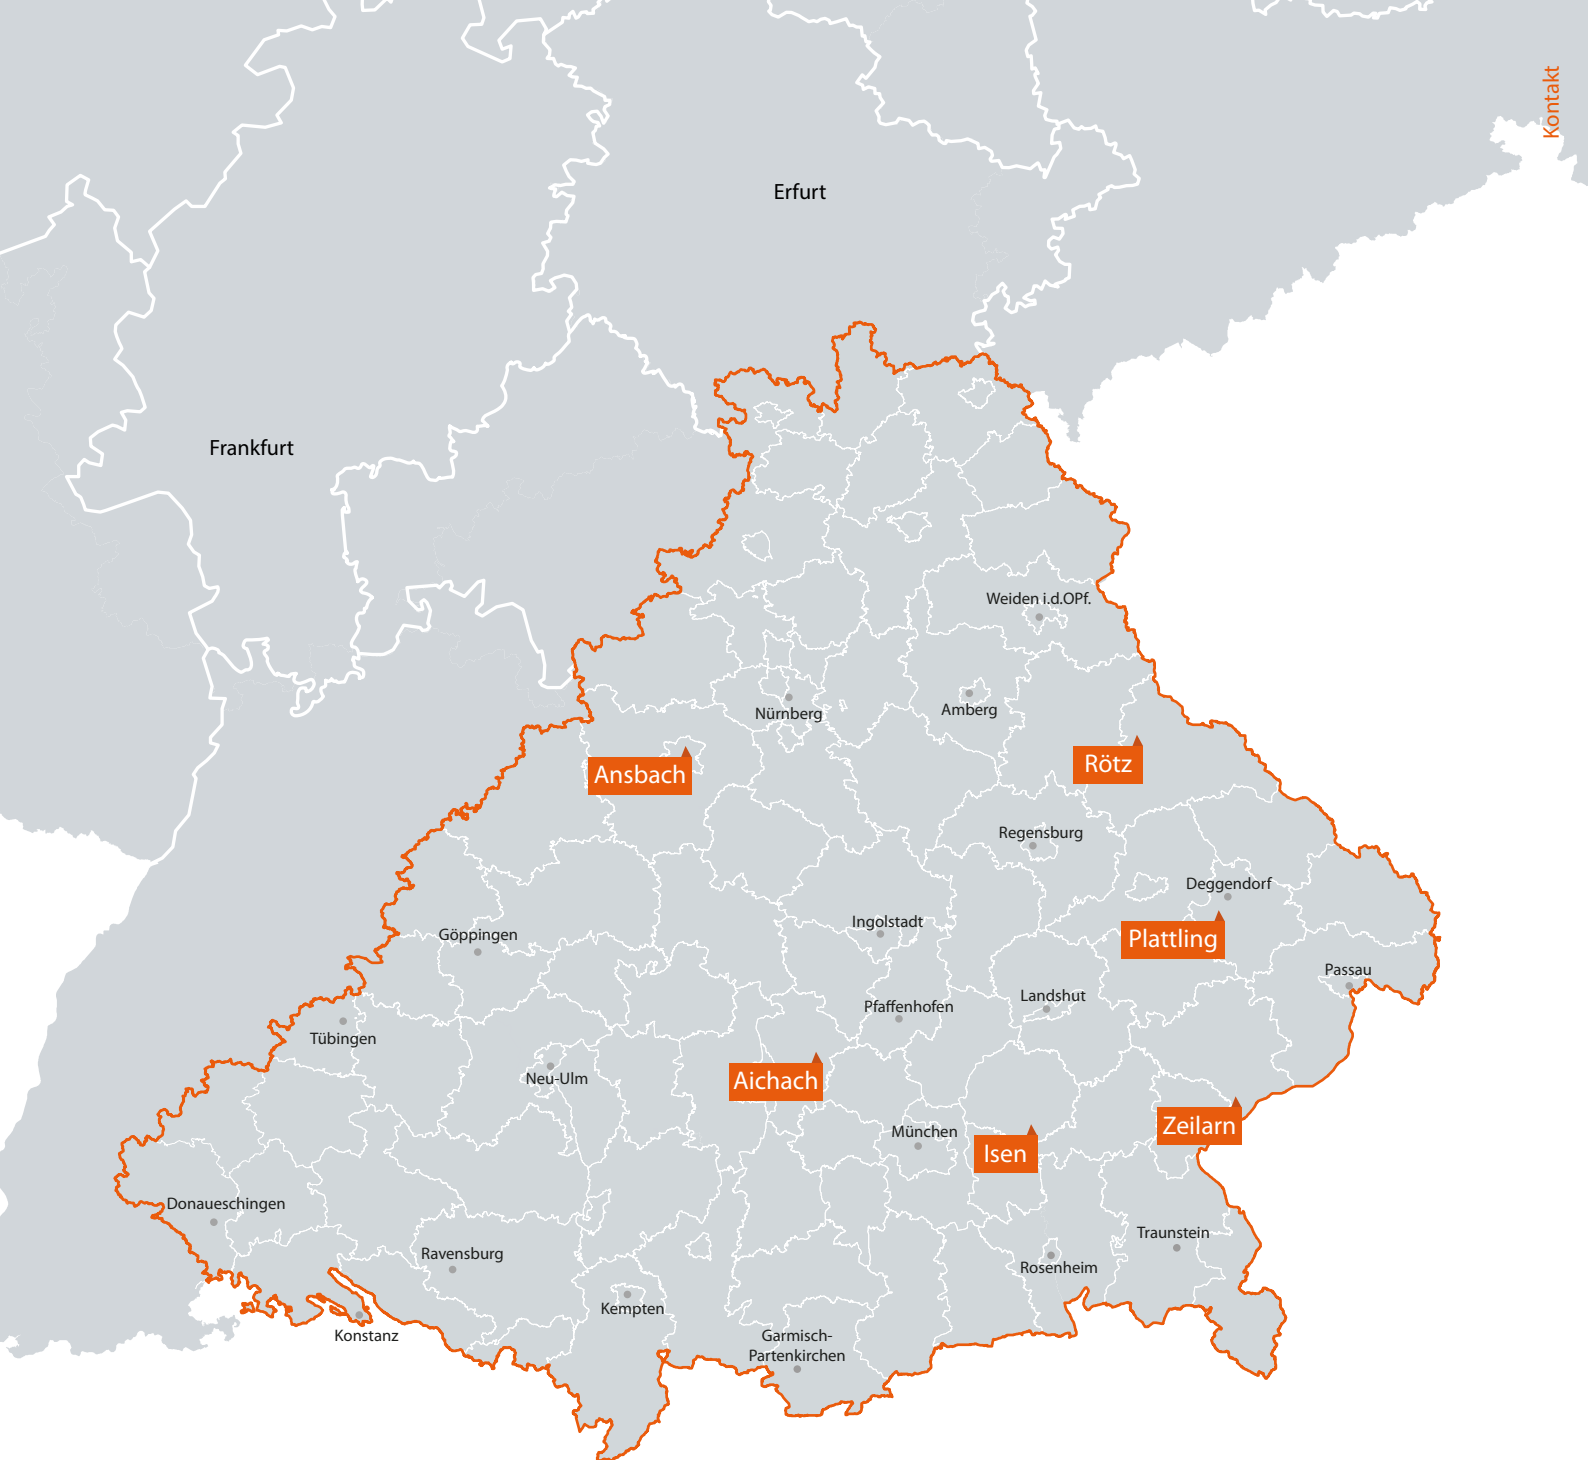 Kontakt
Erfurt
Frankfurt
Weiden i.d.OPf.
Nürnberg
Amberg
Ansbach
Rötz
Regensburg
Deggendorf
Ingolstadt
Göppingen
Plattling
Passau
Landshut
Pfaffenhofen
Tübingen
Neu-Ulm
Aichach
Zeilarn
München
Isen
Donaueschingen
Traunstein
Ravensburg
Rosenheim
Kempten
Konstanz
Garmisch-
Partenkirchen